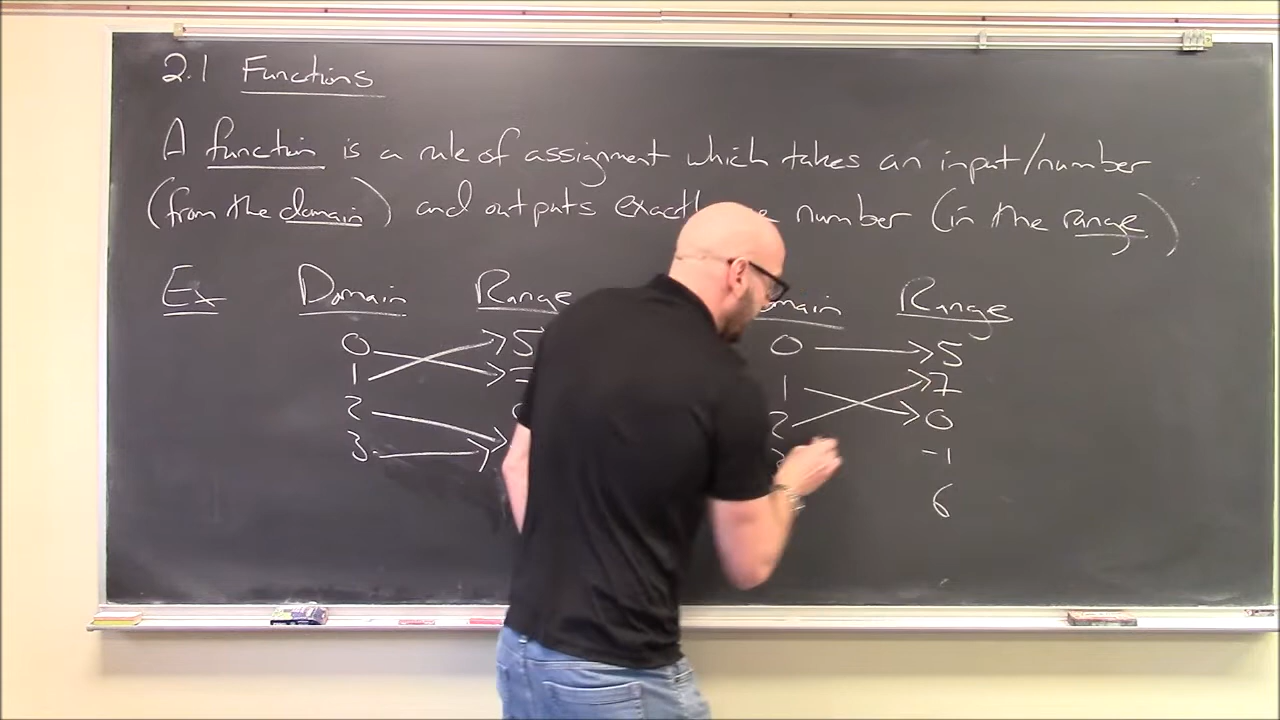 2.1 Functions
A function is a rule of assignment which takes an input/number
(from the domain) and outputs number (in the range)
Ex Domain Range Range
0 5 0 5
1 1 7
2 2 0
3 -1
6